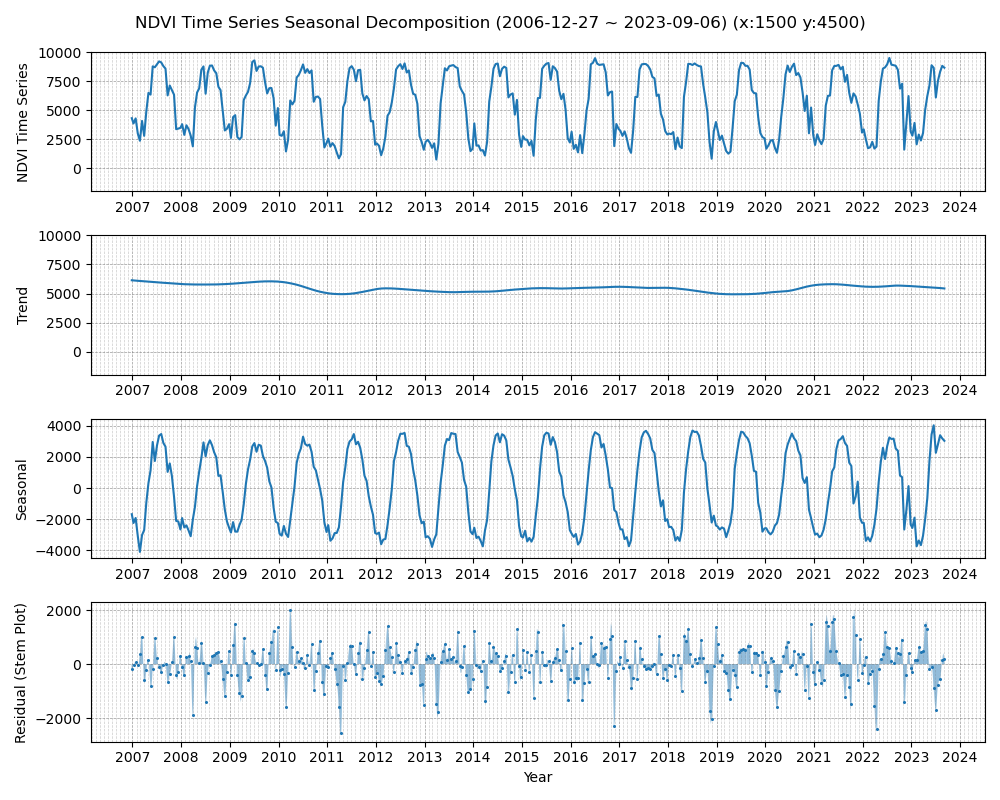 NDVI Time Series Seasonal Decomposition (2006-12-27 ~ 2023-09-06) (x:1500 y:4500)
NDVI Time Series
10000
7500
5000
2500
0
2007 2008 2009 2010 2011 2012 2013 2014 2015 2016 2017 2018 2019 2020 2021 2022 2023 2024
Trend
10000
7500
5000
2500
0
2007 2008 2009 2010 2011 2012 2013 2014 2015 2016 2017 2018 2019 2020 2021 2022 2023 2024
Seasonal
4000
2000
0
−2000
−4000
2007 2008 2009 2010 2011 2012 2013 2014 2015 2016 2017 2018 2019 2020 2021 2022 2023 2024
Residual (Stem Plot)
2000
0
−2000
2007 2008 2009 2010 2011 2012 2013 2014 2015 2016 2017 2018 2019 2020 2021 2022 2023 2024
Year